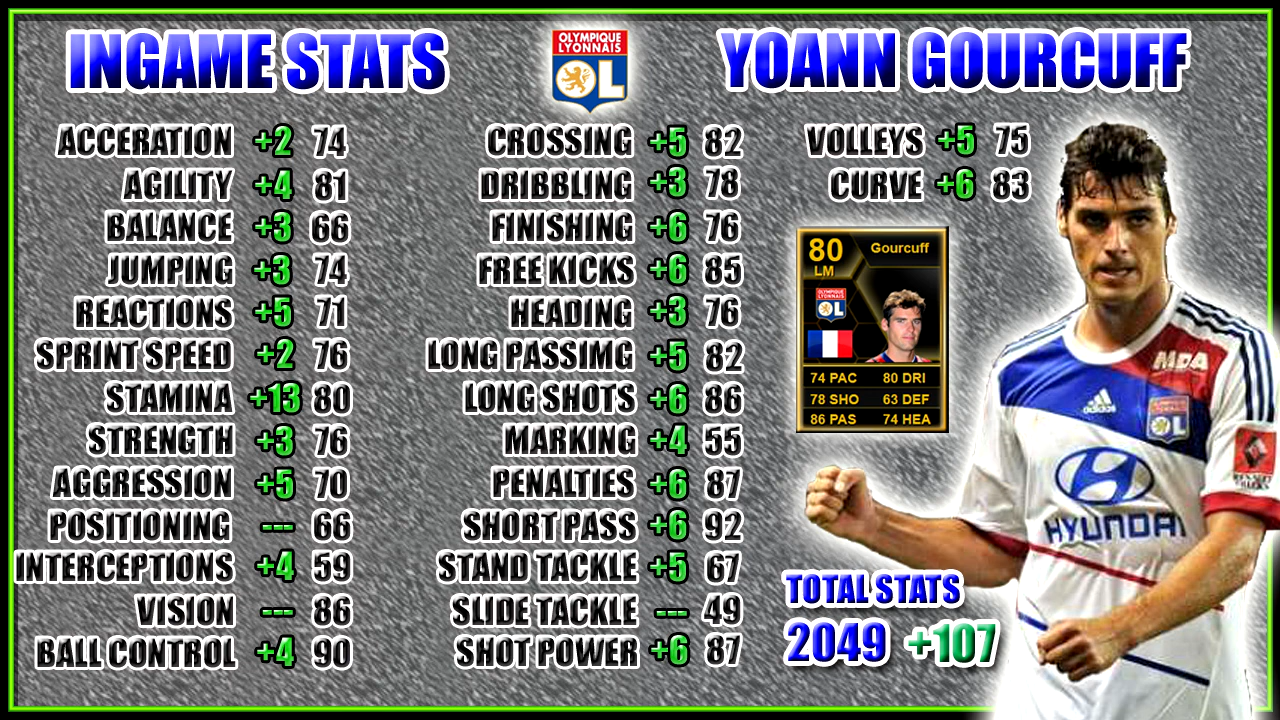 INGAME STATS
OLYMPIQUE
LYONNAIS
OL
YOANN GOURCUFF
ACCERATION +2 74
AGILITY +4 81
BALANCE +3 66
JUMPING +3 74
REACTIONS +5 71
SPRINT SPEED +2 76
STAMINA +13 80
STRENGTH +3 76
AGGRESSION +5 70
POSITIONING --- 66
INTERCEPTIONS +4 59
VISION --- 86
BALL CONTROL +4 90
CROSSING +5 82
DRIBBLING +3 78
FINISHING +6 76
FREE KICKS +6 85
HEADING +3 76
LONG PASSIMG +5 82
LONG SHOTS +6 86
MARKING +4 55
PENALTIES +6 87
SHORT PASS +6 92
STAND TACKLE +5 67
SLIDE TACKLE --- 49
SHOT POWER +6 87
VOLLEYS +5 75
CURVE +6 83
80 Gourcuff
LM
OLYMPIQUE
LYONNAIS
OL
74 PAC 80 DRI
78 SHO 63 DEF
86 PAS 74 HEA
MDA
adidas
OL
HYUNDAI
TOTAL STATS
2049 +107